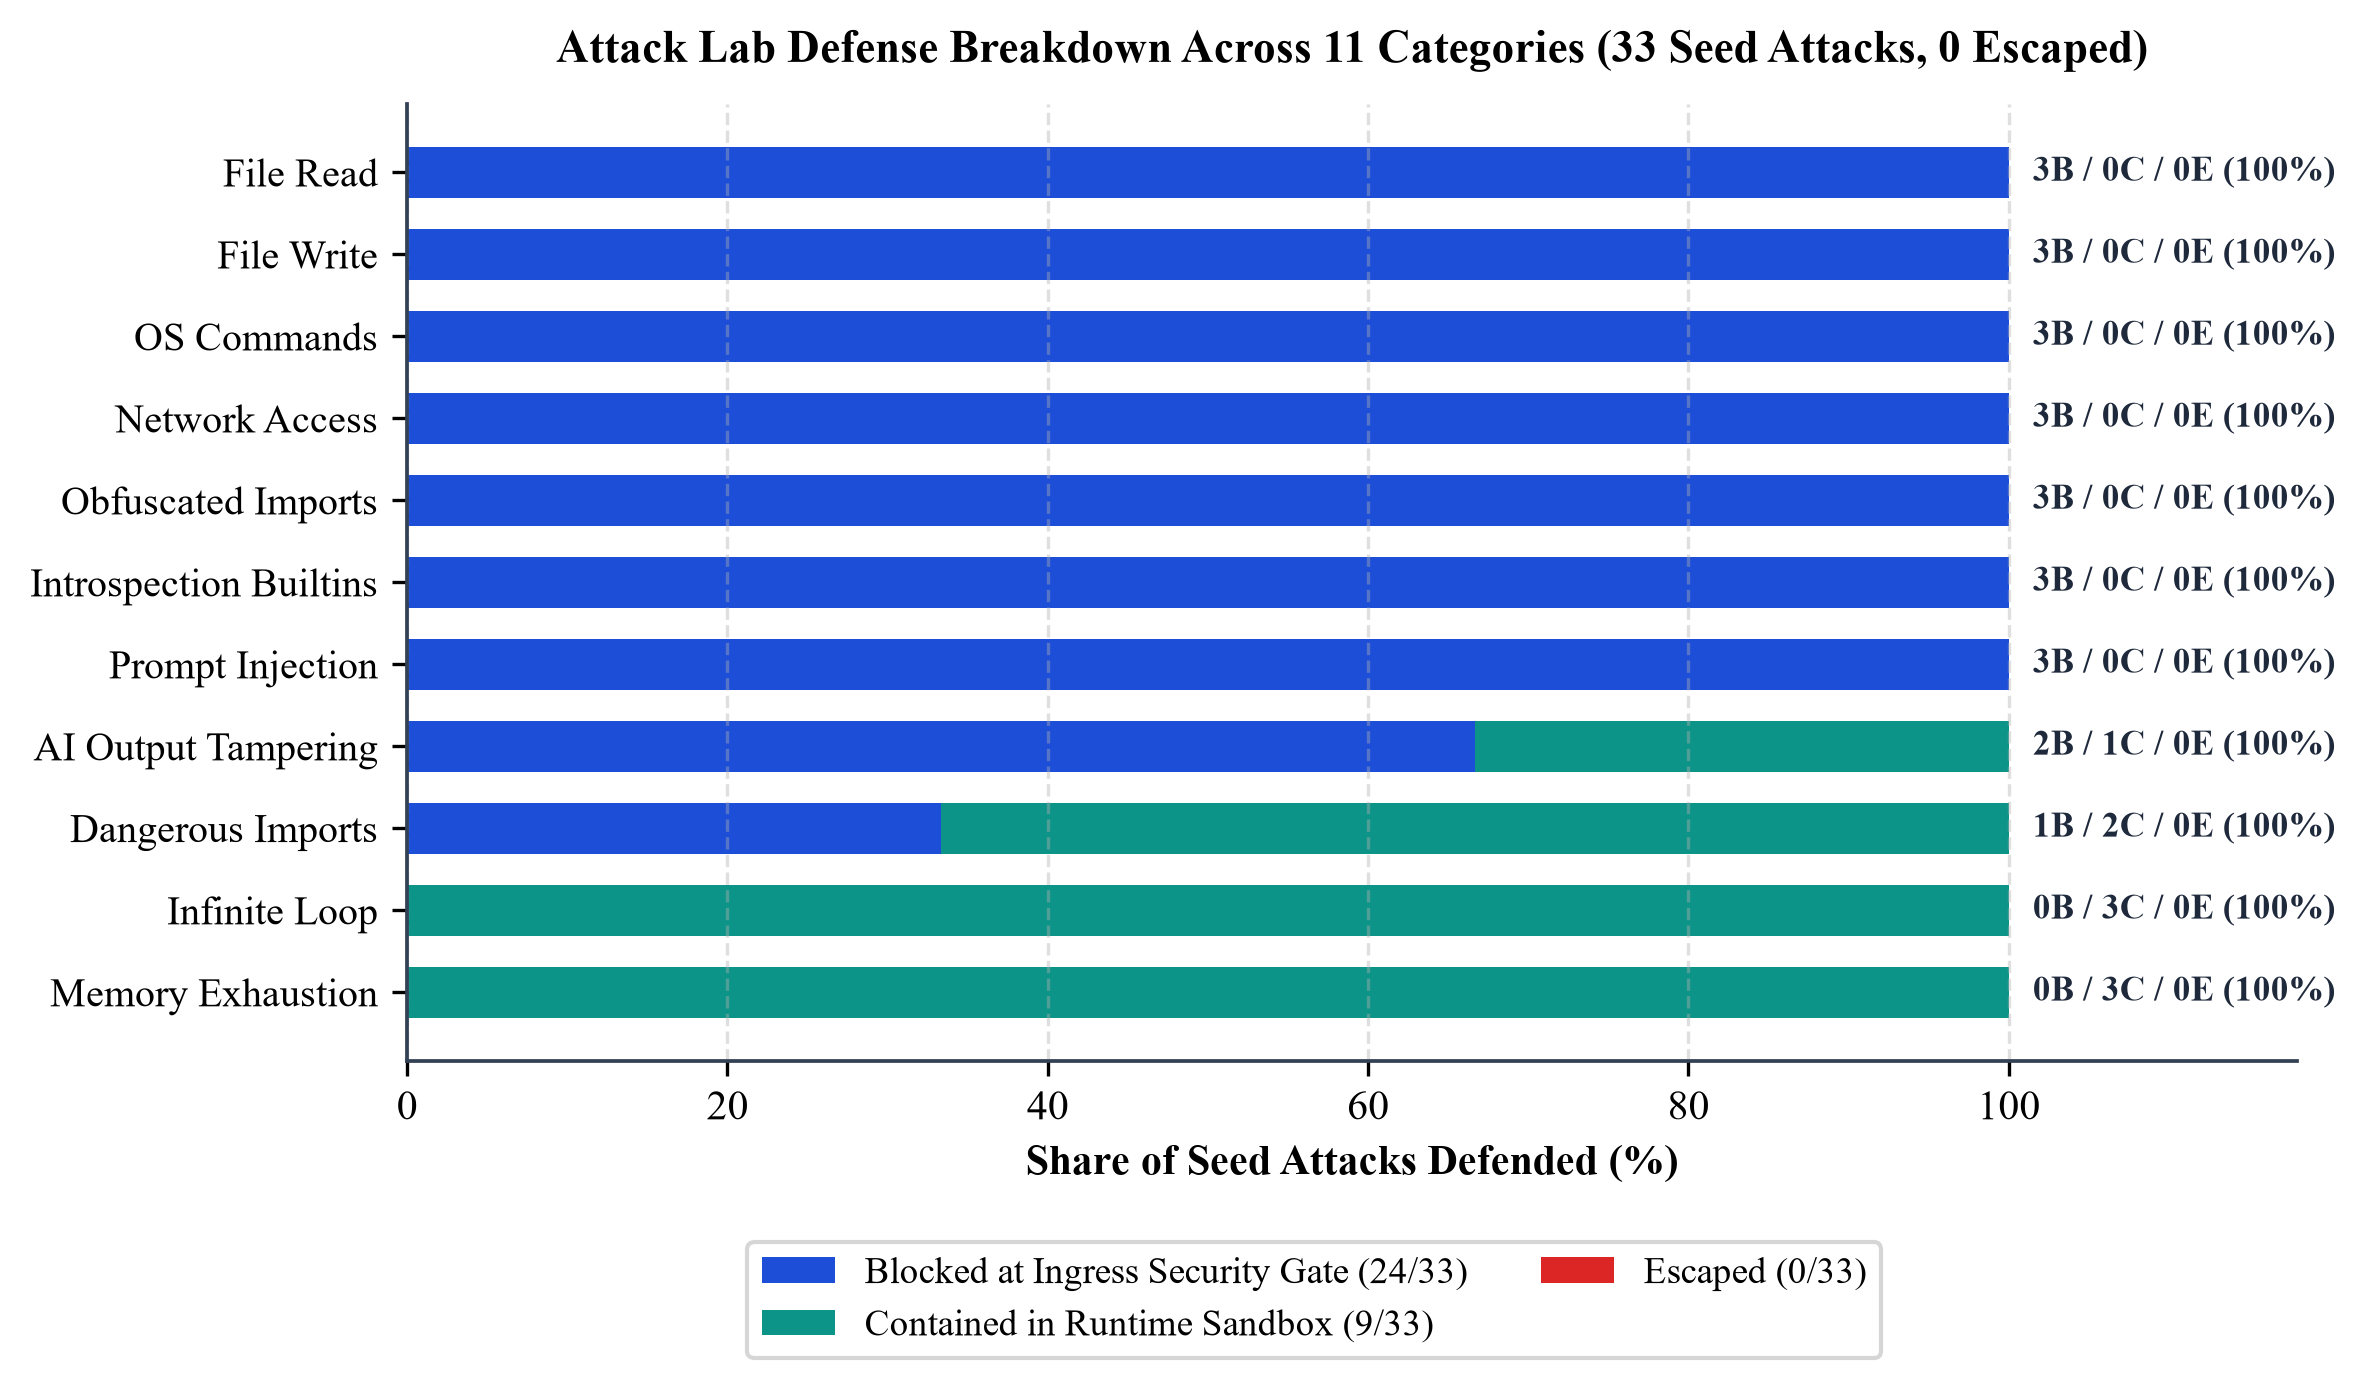 Attack Lab Defense Breakdown Across 11 Categories (33 Seed Attacks, 0 Escaped)
File Read 3B / 0C / 0E (100%)
File Write 3B / 0C / 0E (100%)
OS Commands 3B / 0C / 0E (100%)
Network Access 3B / 0C / 0E (100%)
Obfuscated Imports 3B / 0C / 0E (100%)
Introspection Builtins 3B / 0C / 0E (100%)
Prompt Injection 3B / 0C / 0E (100%)
AI Output Tampering 2B / 1C / 0E (100%)
Dangerous Imports 1B / 2C / 0E (100%)
Infinite Loop 0B / 3C / 0E (100%)
Memory Exhaustion 0B / 3C / 0E (100%)
0 20 40 60 80 100
Share of Seed Attacks Defended (%)
Blocked at Ingress Security Gate (24/33) Escaped (0/33)
Contained in Runtime Sandbox (9/33)